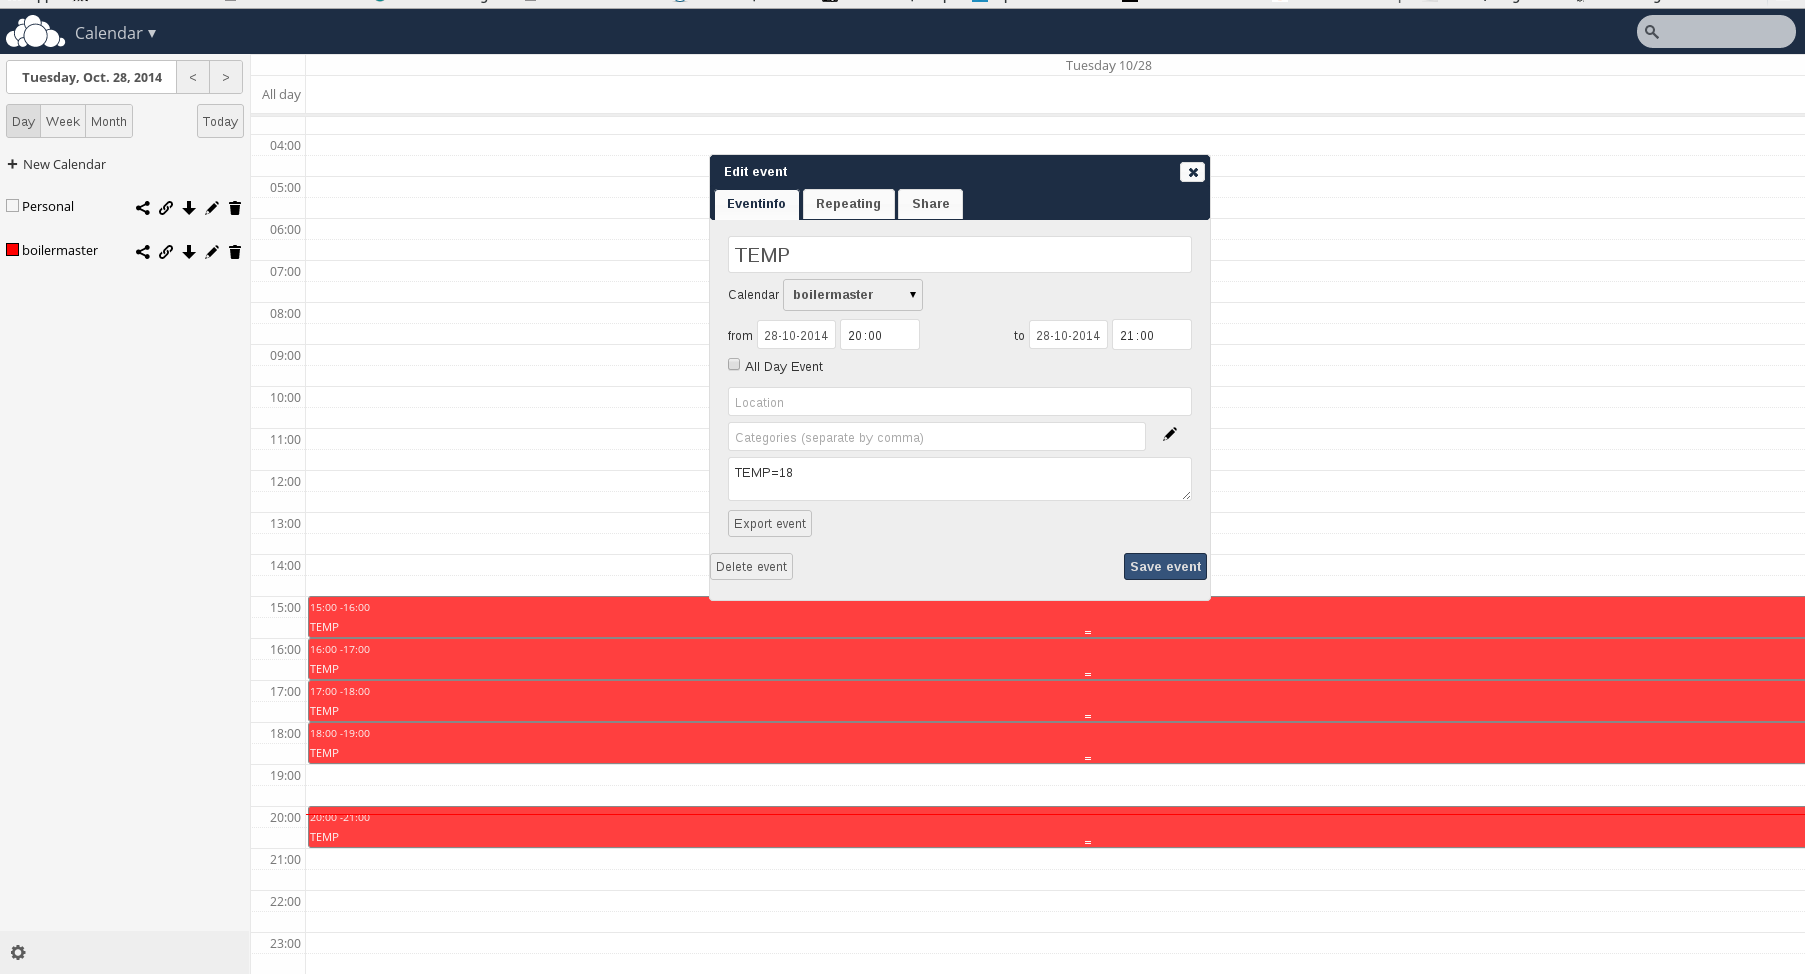 Calendar ▾
Tuesday, Oct. 28, 2014 < >
Day Week Month Today
+ New Calendar
Personal
boilermaster
Tuesday 10/28
All day
04:00
05:00
06:00
07:00
08:00
09:00
10:00
11:00
12:00
13:00
14:00
15:00
16:00
17:00
18:00
19:00
20:00
21:00
22:00
23:00
Edit event
Eventinfo Repeating Share
TEMP
Calendar boilermaster
from 28-10-2014 20:00 to 28-10-2014 21:00
All Day Event
Location
Categories (separate by comma)
TEMP=18
Export event
Delete event Save event
15:00 -16:00
TEMP
16:00 -17:00
TEMP
17:00 -18:00
TEMP
18:00 -19:00
TEMP
20:00 -21:00
TEMP